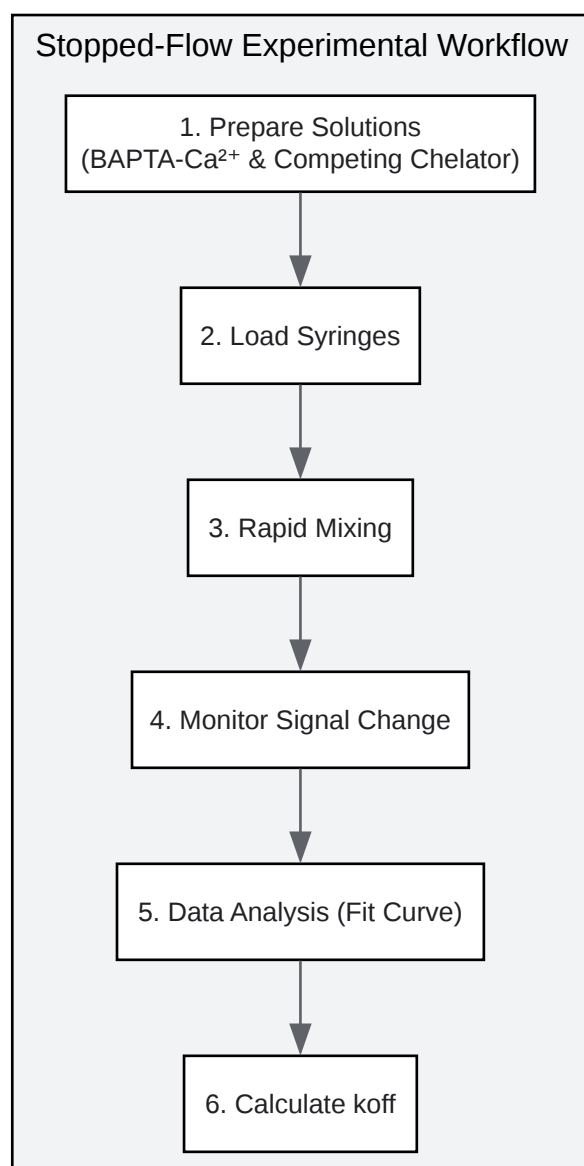 Stopped-Flow Experimental Workflow
1. Prepare Solutions
(BAPTA-Ca²⁺ & Competing Chelator)
2. Load Syringes
3. Rapid Mixing
4. Monitor Signal Change
5. Data Analysis (Fit Curve)
6. Calculate koff